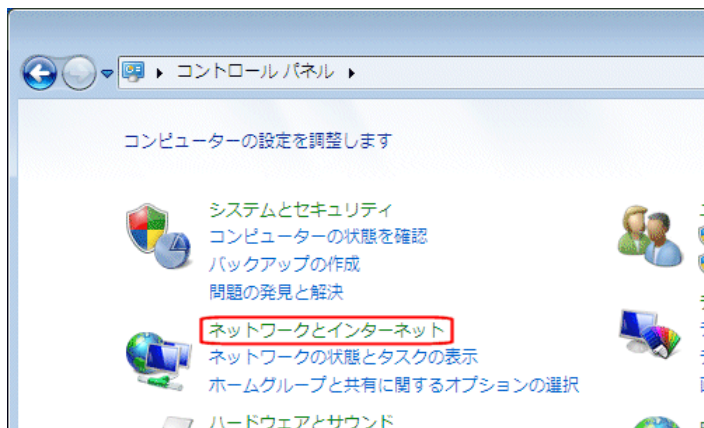 コントロール パネル
コンピューターの設定を調整します
システムとセキュリティ
コンピューターの状態を確認
バックアップの作成
問題の発見と解決
ネットワークとインターネット
ネットワークの状態とタスクの表示
ホームグループと共有に関するオプションの選択
ハードウェアとサウンド